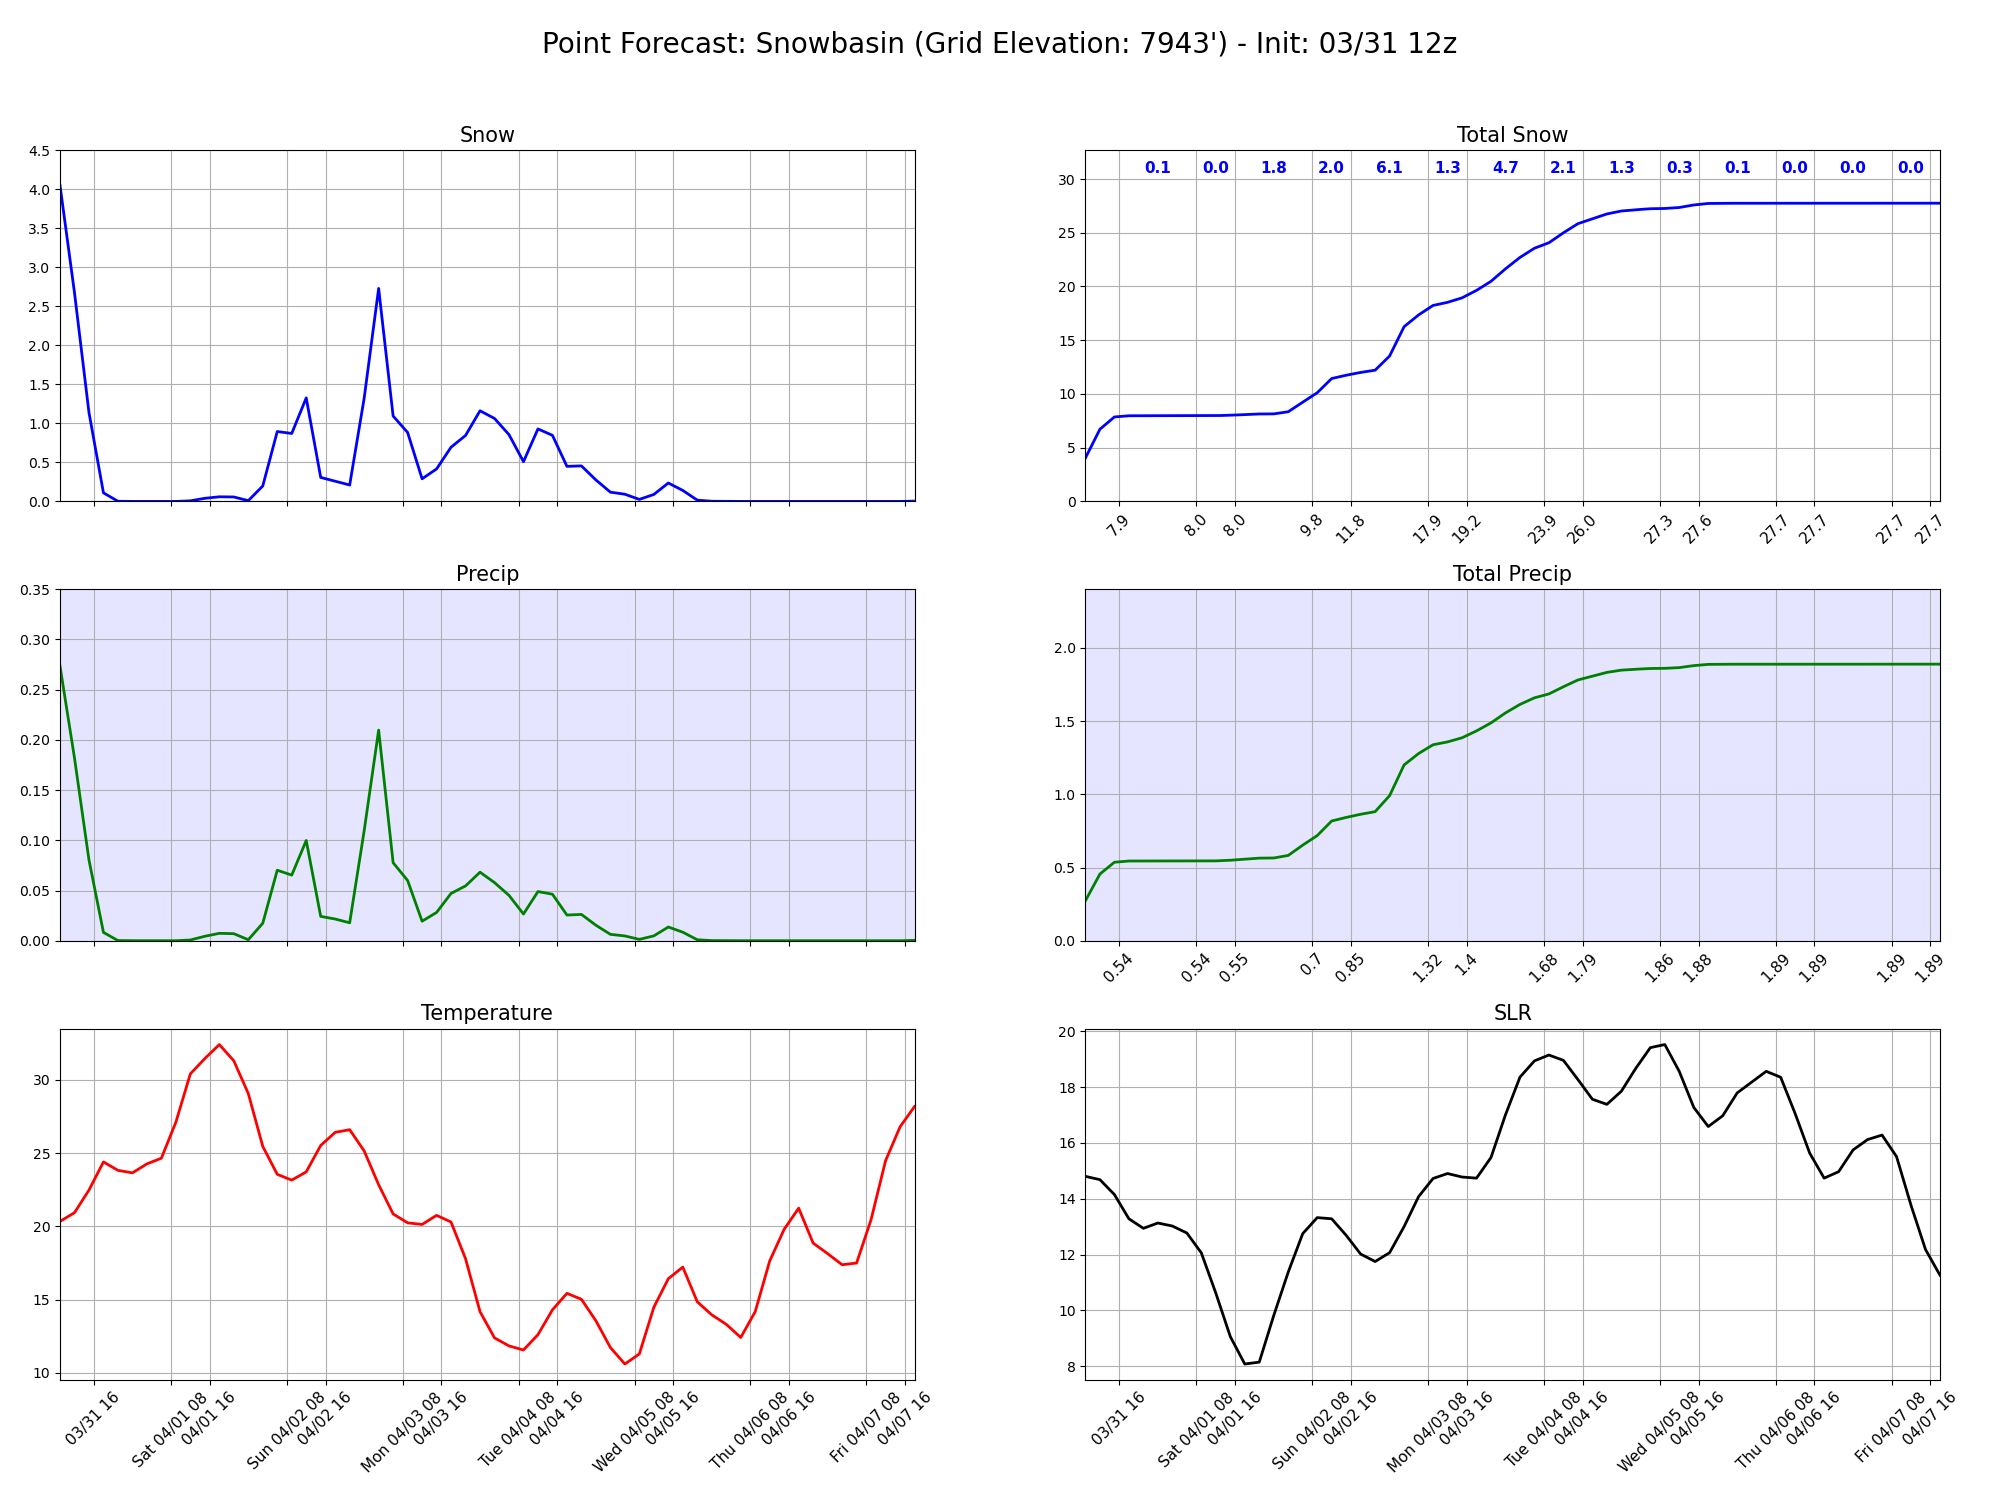 Point Forecast: Snowbasin (Grid Elevation: 7943') - Init: 03/31 12z
Snow
4.5
4.0
3.5
3.0
2.5
2.0
1.5
1.0
0.5
0.0
Total Snow
0.1 0.0 1.8 2.0 6.1 1.3 4.7 2.1 1.3 0.3 0.1 0.0 0.0 0.0
30
25
20
15
10
5
0
7.9 8.0 8.0 9.8 11.8 17.9 19.2 23.9 26.0 27.3 27.6 27.7 27.7 27.7 27.7
Precip
0.35
0.30
0.25
0.20
0.15
0.10
0.05
0.00
Total Precip
2.0
1.5
1.0
0.5
0.0
0.54 0.54 0.55 0.7 0.85 1.32 1.4 1.68 1.79 1.86 1.88 1.89 1.89 1.89 1.89
Temperature
30
25
20
15
10
03/31 16
Sat 04/01 08
04/01 16
Sun 04/02 08
04/02 16
Mon 04/03 08
04/03 16
Tue 04/04 08
04/04 16
Wed 04/05 08
04/05 16
Thu 04/06 08
04/06 16
Fri 04/07 08
04/07 16
SLR
20
18
16
14
12
10
8
03/31 16
Sat 04/01 08
04/01 16
Sun 04/02 08
04/02 16
Mon 04/03 08
04/03 16
Tue 04/04 08
04/04 16
Wed 04/05 08
04/05 16
Thu 04/06 08
04/06 16
Fri 04/07 08
04/07 16